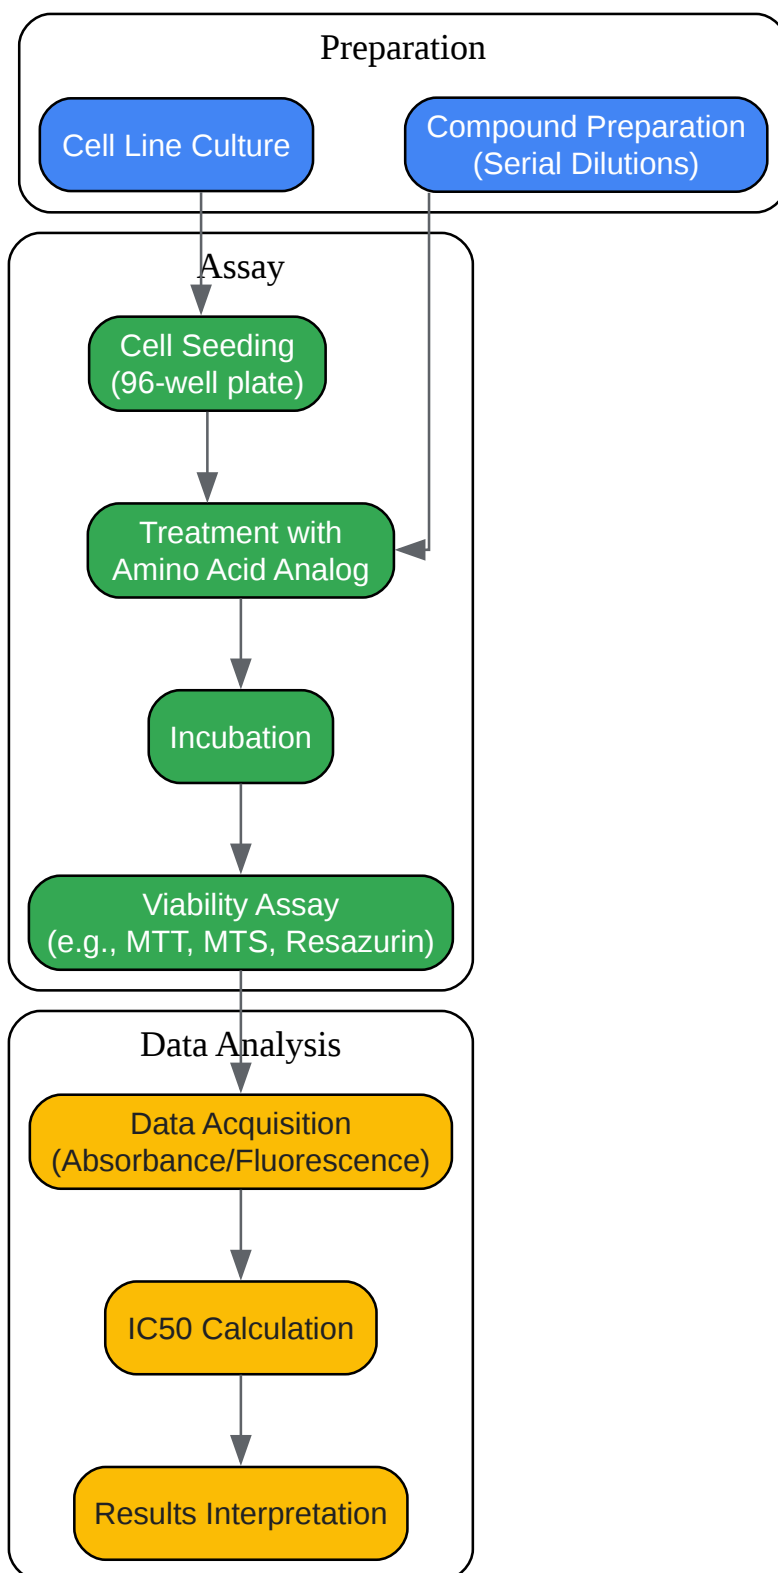 Preparation
Cell Line Culture
Compound Preparation
(Serial Dilutions)
Assay
Cell Seeding
(96-well plate)
Treatment with
Amino Acid Analog
Incubation
Viability Assay
(e.g., MTT, MTS, Resazurin)
Data Analysis
Data Acquisition
(Absorbance/Fluorescence)
IC50 Calculation
Results Interpretation